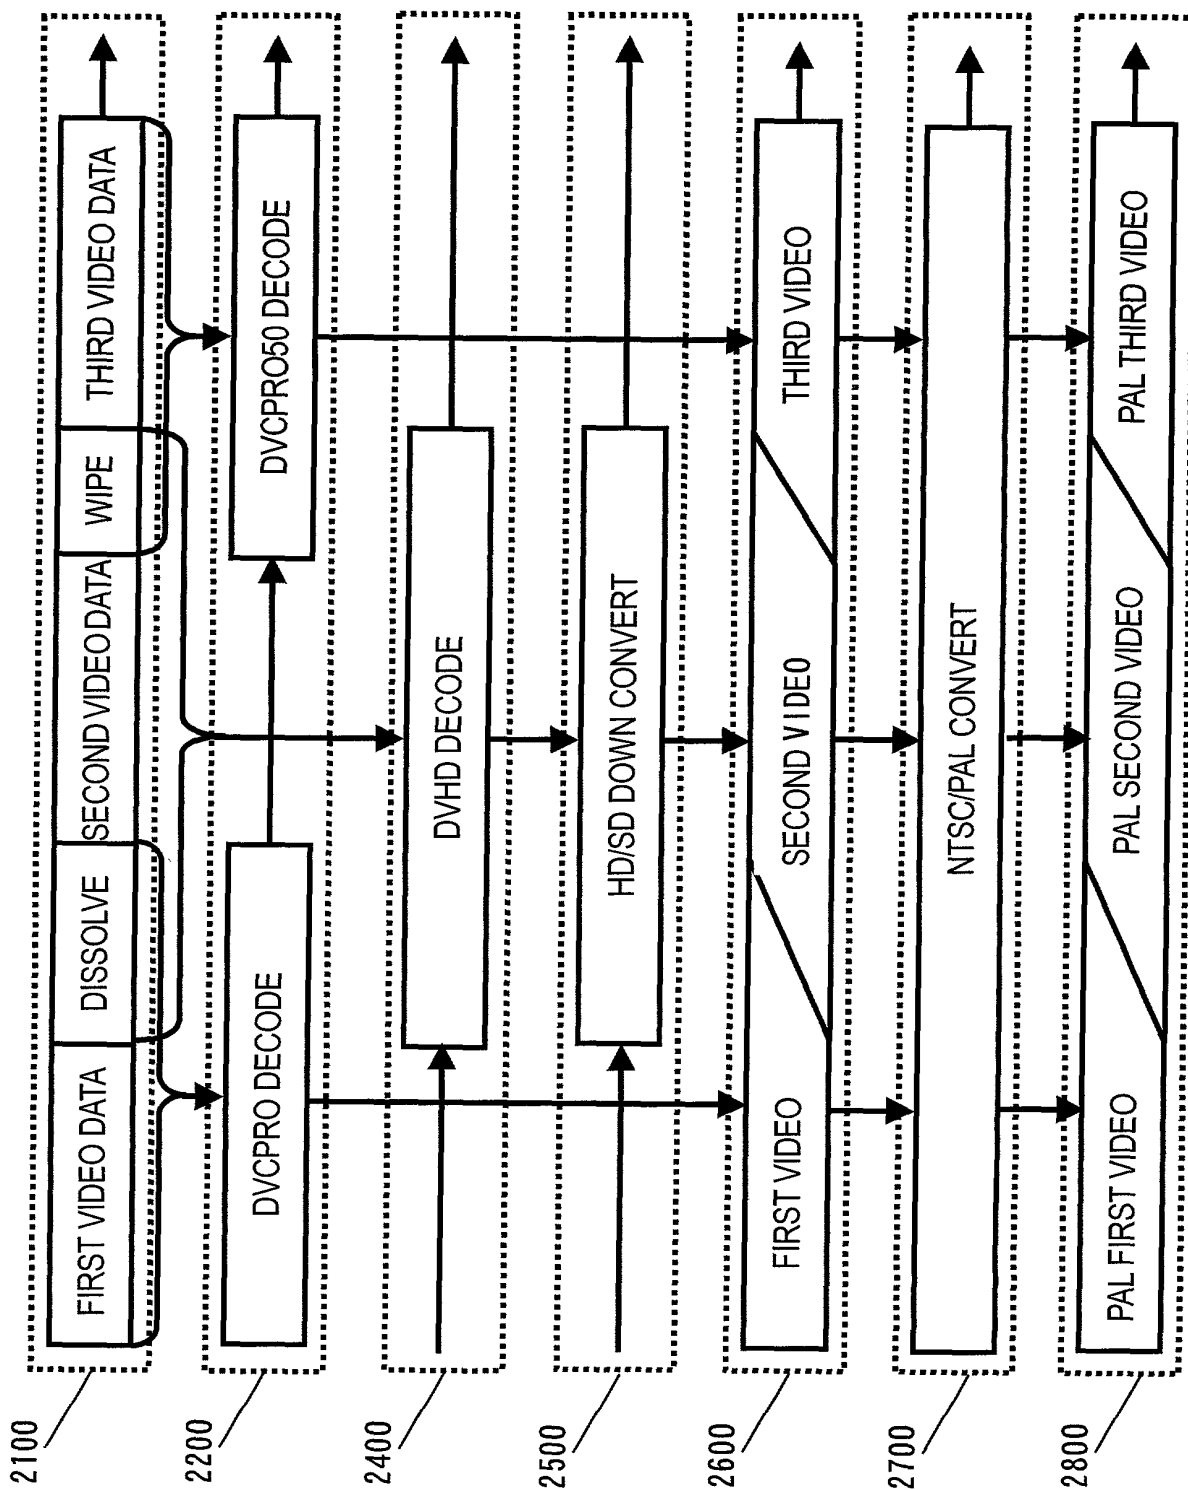 2100
FIRST VIDEO DATA
DISSOLVE
SECOND VIDEO DATA
WIPE
THIRD VIDEO DATA
2200
DVCPRO DECODE
DVCPRO50 DECODE
2400
DVHD DECODE
2500
HD/SD DOWN CONVERT
2600
FIRST VIDEO
SECOND VIDEO
THIRD VIDEO
2700
NTSC/PAL CONVERT
2800
PAL FIRST VIDEO
PAL SECOND VIDEO
PAL THIRD VIDEO